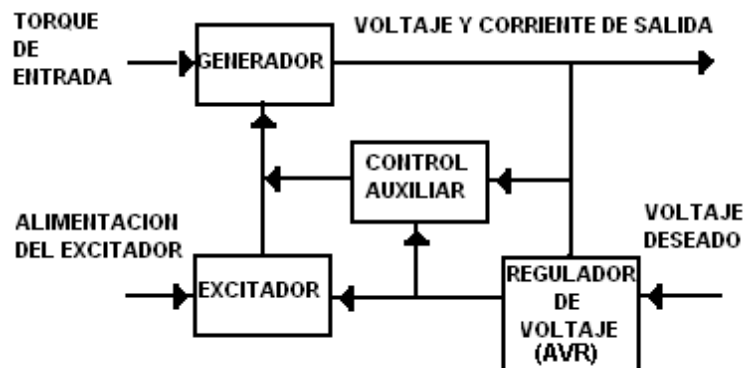 TORQUE
DE
ENTRADA
GENERADOR
VOLTAJE Y CORRIENTE DE SALIDA
CONTROL
AUXILIAR
ALIMENTACION
DEL EXCITADOR
EXCITADOR
VOLTAJE
DESEADO
REGULADOR
DE
VOLTAJE
(AVR)